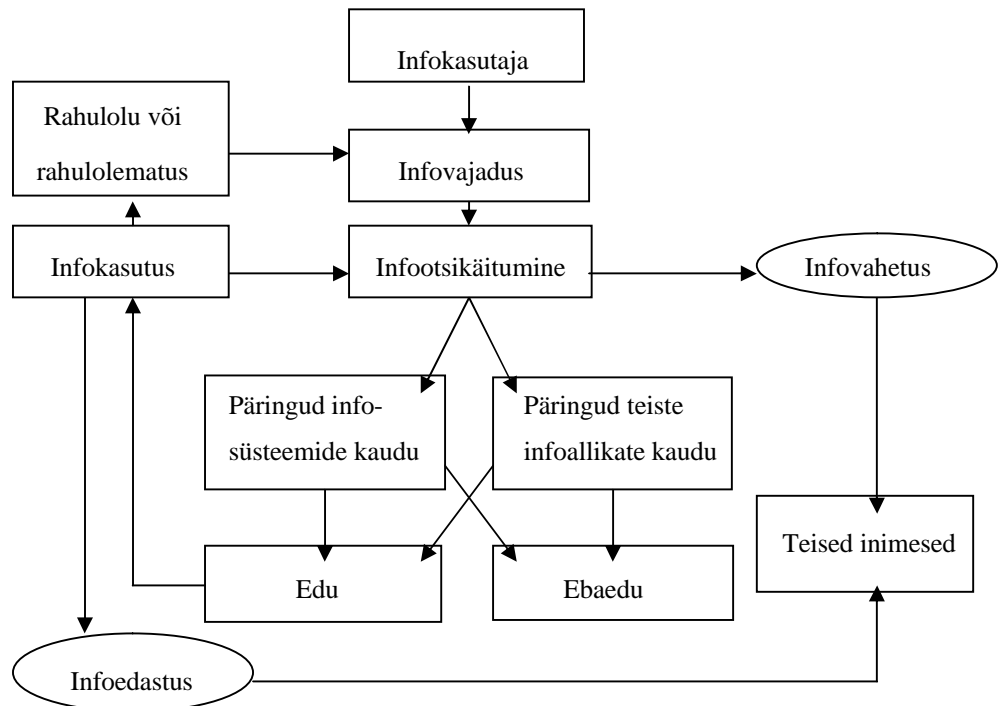 Infokasutaja
Rahulolu või
rahulolematus
Infovajadus
Infokasutus
Infootsikäitumine
Infovahetus
Päringud info-
süsteemide kaudu
Päringud teiste
infoallikate kaudu
Teised inimesed
Edu
Ebaedu
Infoedastus